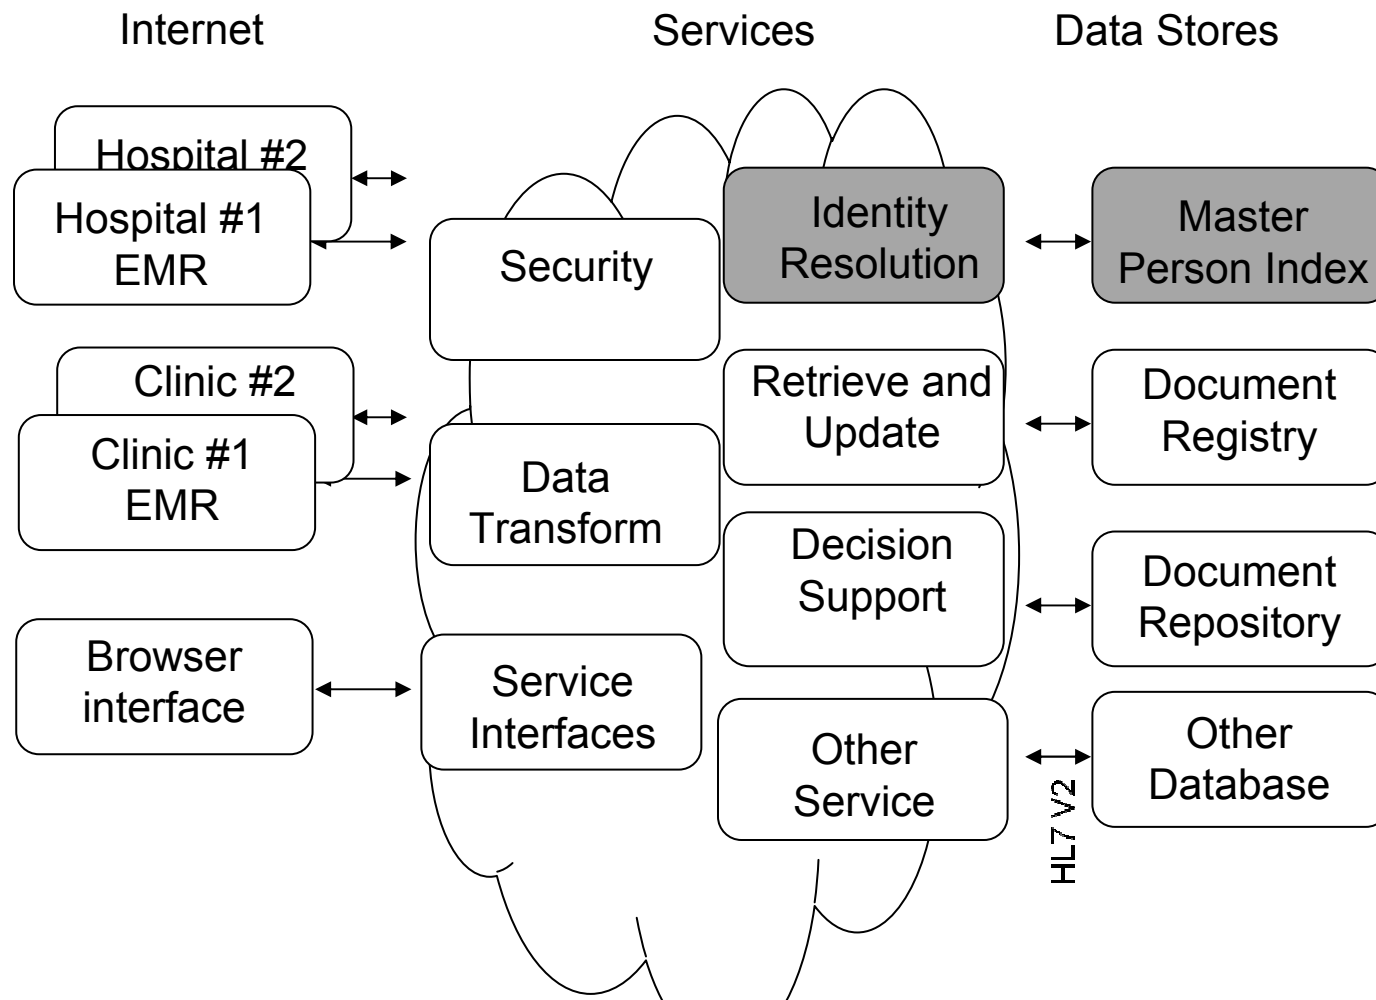 Internet
Services
Data Stores
Hospital #2
Hospital #1
EMR
Security
Identity
Resolution
Master
Person Index
Clinic #2
Clinic #1
EMR
Data
Transform
Retrieve and
Update
Document
Registry
Decision
Support
Document
Repository
Browser
interface
Service
Interfaces
Other
Service
HL7 V2
Other
Database